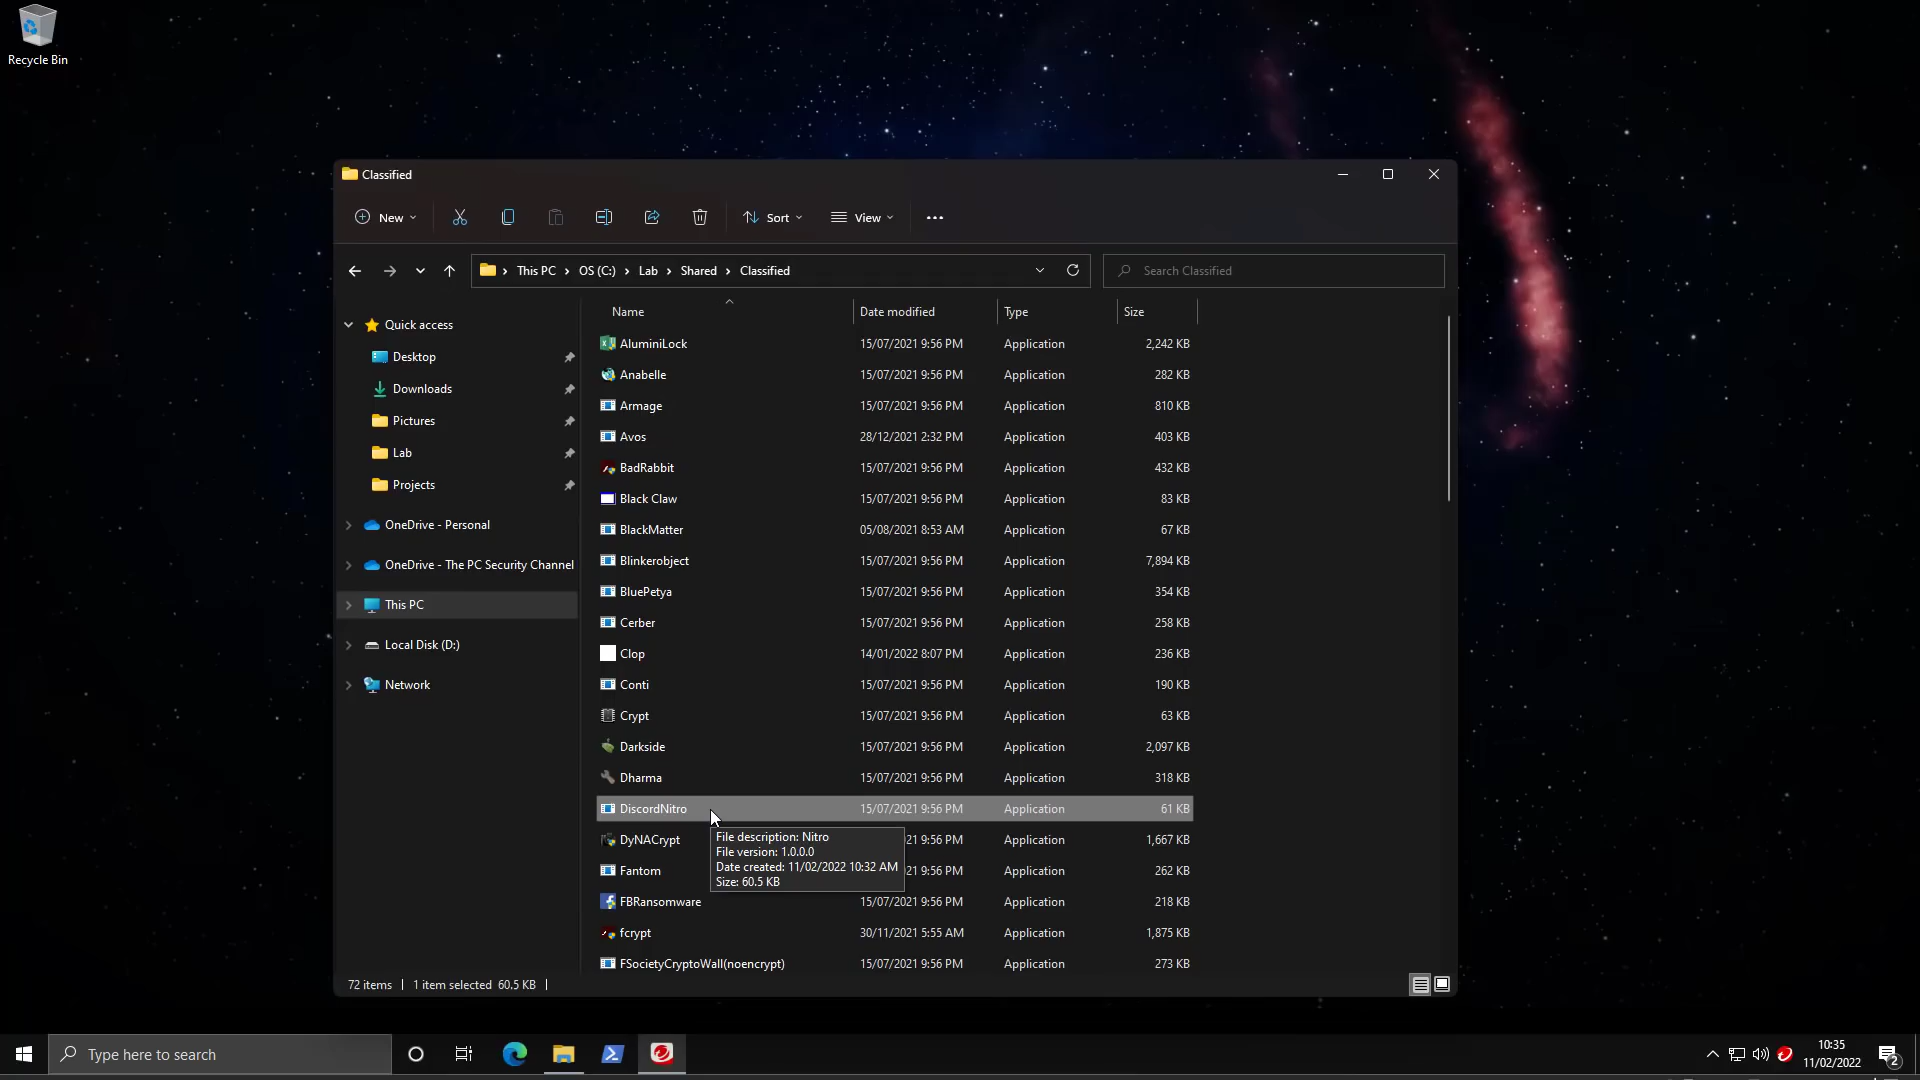 Recycle Bin
Classified
New
Sort
View
This PC
OS (C:)
Lab
Shared
Classified
Search Classified
Name
Date modified
Type
Size
Quick access
Desktop
Downloads
Pictures
Lab
Projects
OneDrive - Personal
OneDrive - The PC Security Channel
This PC
Local Disk (D:)
Network
AluminiLock 15/07/2021 9:56 PM Application 2,242 KB
Anabelle 15/07/2021 9:56 PM Application 282 KB
Armage 15/07/2021 9:56 PM Application 810 KB
Avos 28/12/2021 2:32 PM Application 403 KB
BadRabbit 15/07/2021 9:56 PM Application 432 KB
Black Claw 15/07/2021 9:56 PM Application 83 KB
BlackMatter 05/08/2021 8:53 AM Application 67 KB
Blinkerobject 15/07/2021 9:56 PM Application 7,894 KB
BluePetya 15/07/2021 9:56 PM Application 354 KB
Cerber 15/07/2021 9:56 PM Application 258 KB
Clop 14/01/2022 8:07 PM Application 236 KB
Conti 15/07/2021 9:56 PM Application 190 KB
Crypt 15/07/2021 9:56 PM Application 63 KB
Darkside 15/07/2021 9:56 PM Application 2,097 KB
Dharma 15/07/2021 9:56 PM Application 318 KB
DiscordNitro 15/07/2021 9:56 PM Application 61 KB
DyNACrypt 21 9:56 PM Application 1,667 KB
Fantom 21 9:56 PM Application 262 KB
FBRansomware 15/07/2021 9:56 PM Application 218 KB
fcrypt 30/11/2021 5:55 AM Application 1,875 KB
FSocietyCryptoWall(noencrypt) 15/07/2021 9:56 PM Application 273 KB
File description: Nitro
File version: 1.0.0.0
Date created: 11/02/2022 10:32 AM
Size: 60.5 KB
72 items
1 item selected 60.5 KB
Type here to search
10:35
11/02/2022
2